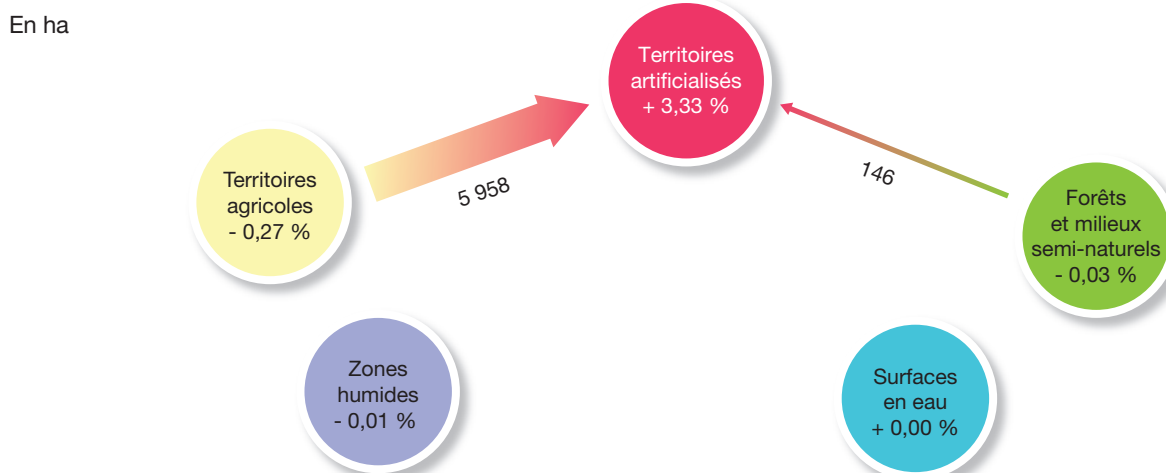 En ha
Territoires
artificialisés
+ 3,33 %
Territoires
agricoles
- 0,27 %
5 958
146
Forêts
et milieux
semi-naturels
- 0,03 %
Zones
humides
- 0,01 %
Surfaces
en eau
+ 0,00 %